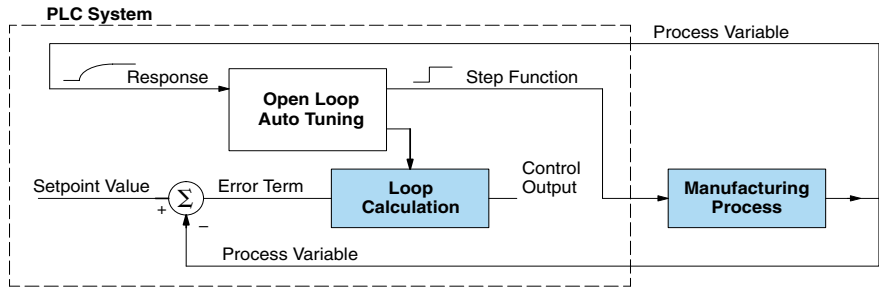 PLC System
Process Variable
Response
Step Function
Open Loop
Auto Tuning
Setpoint Value
+
Σ
−
Error Term
Loop
Calculation
Control
Output
Manufacturing
Process
Process Variable